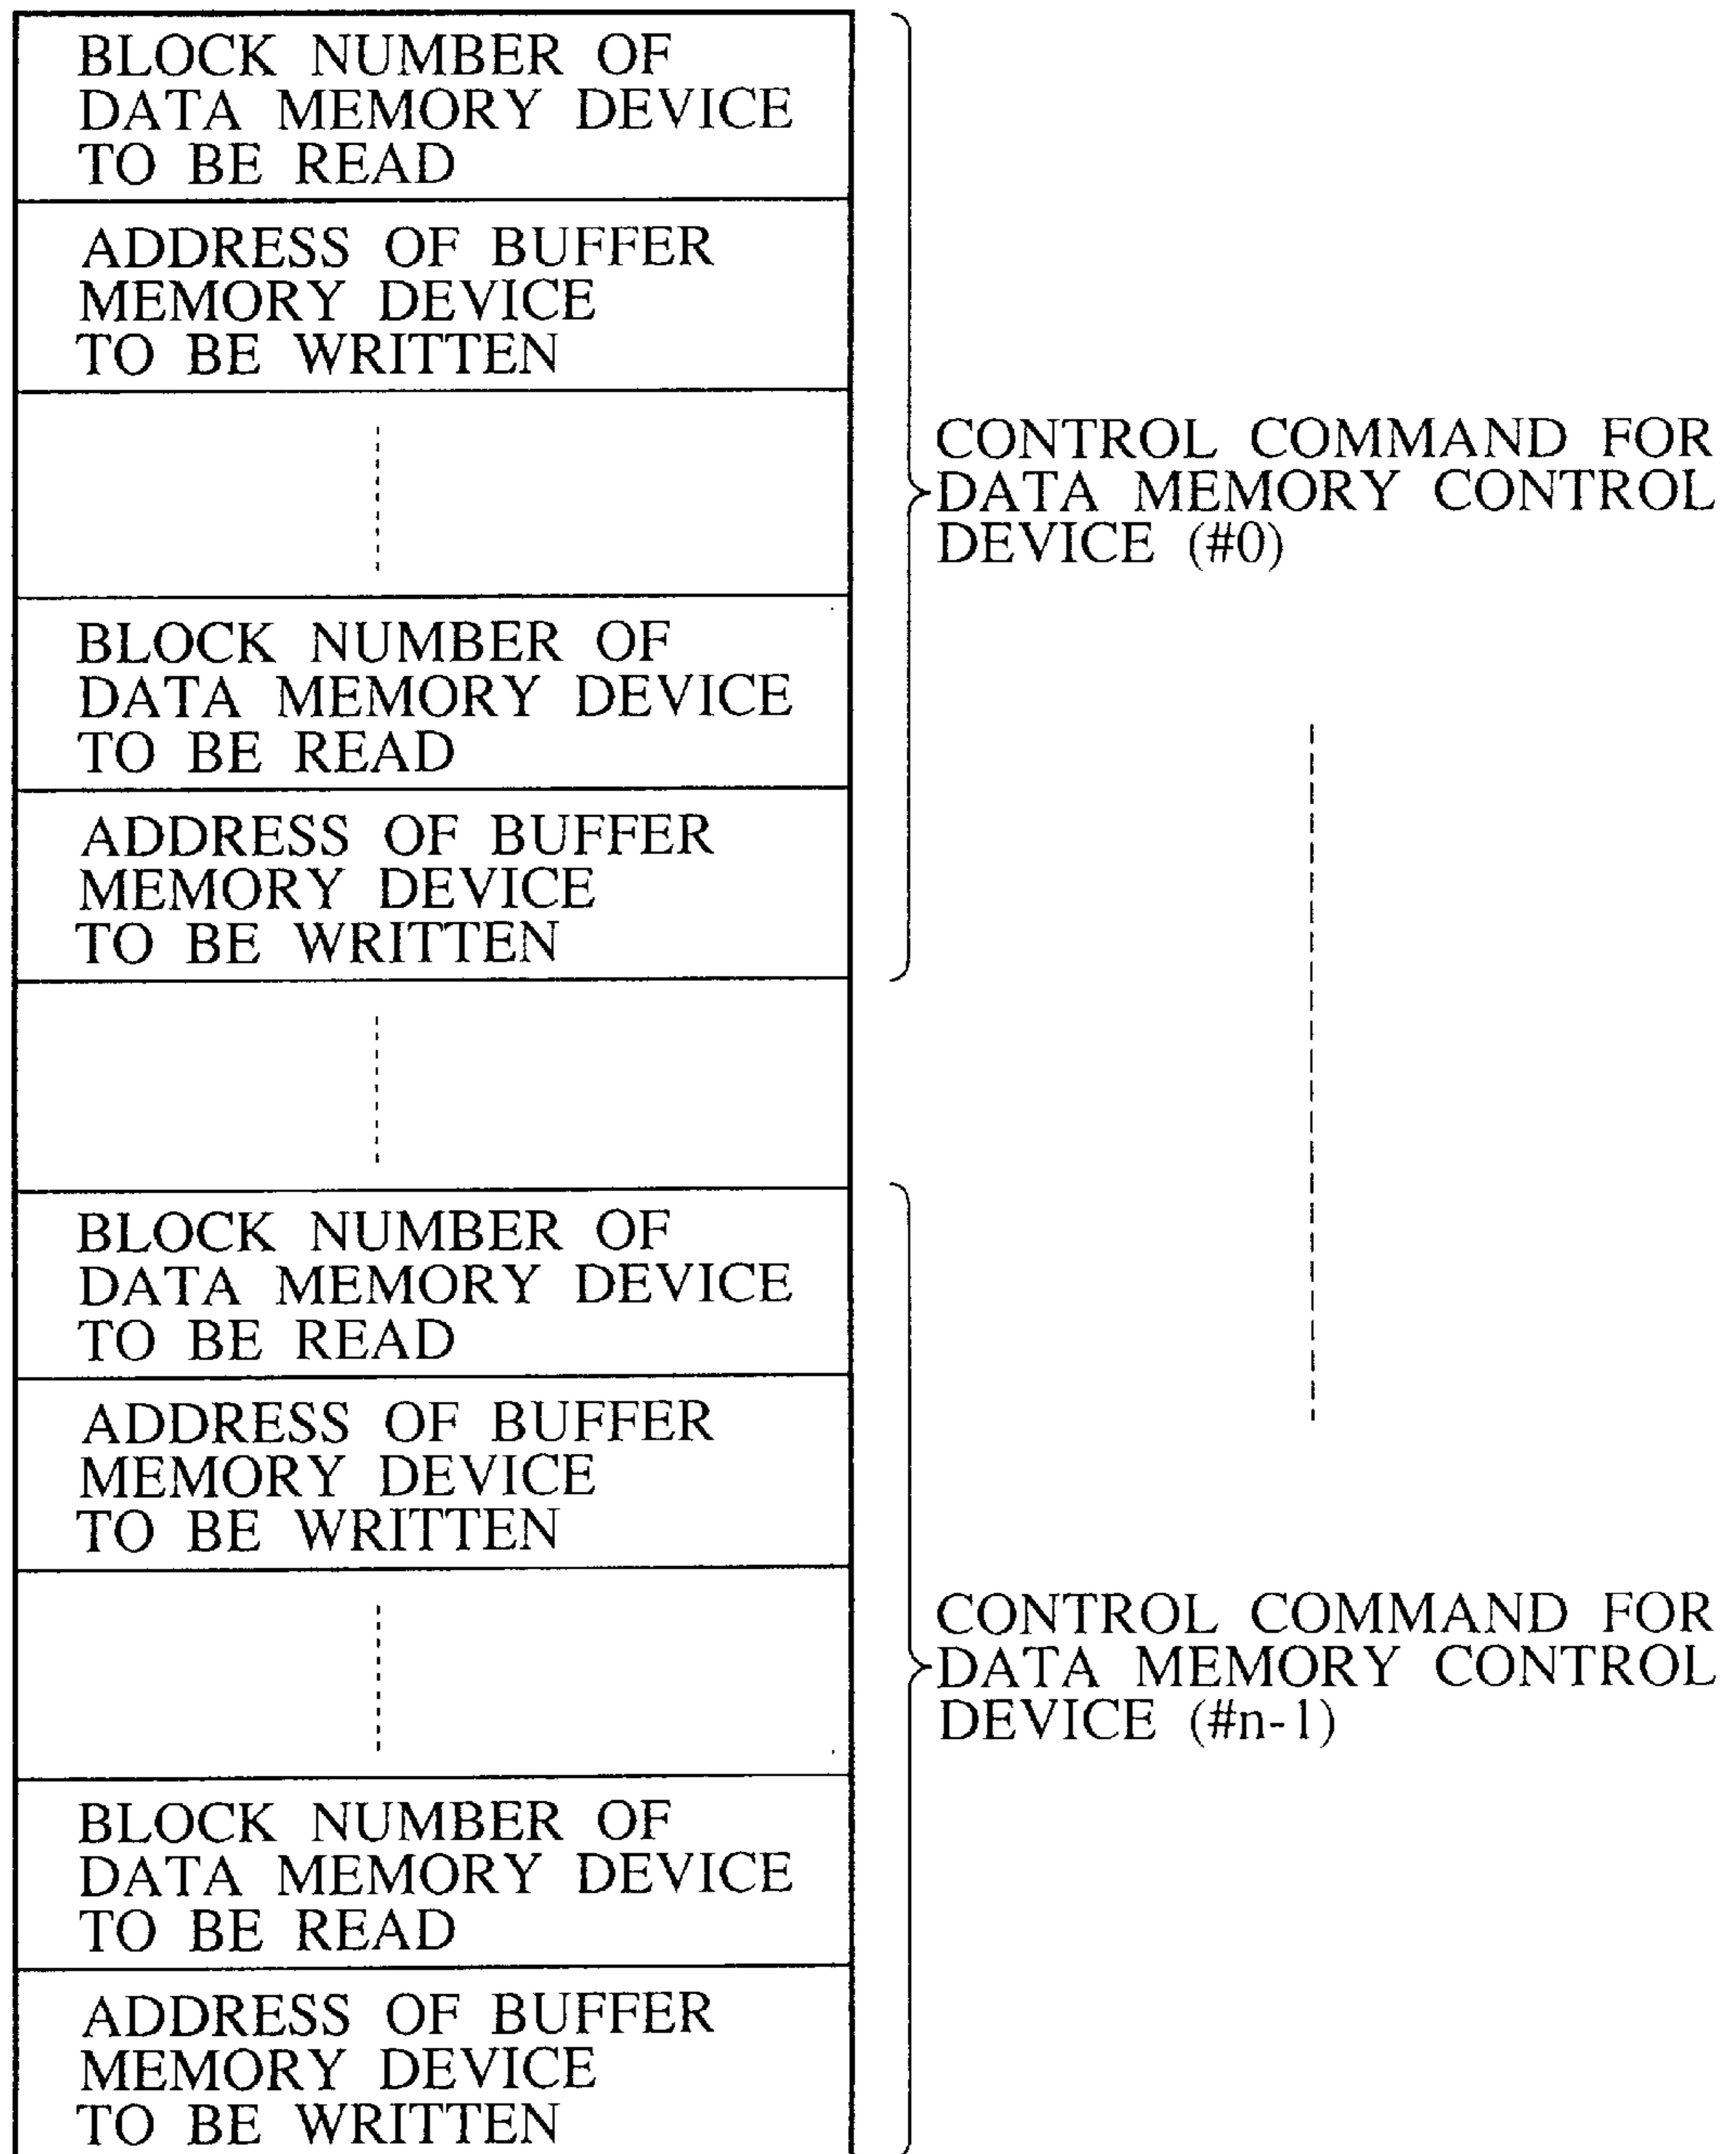 BLOCK NUMBER OF
DATA MEMORY DEVICE
TO BE READ
ADDRESS OF BUFFER
MEMORY DEVICE
TO BE WRITTEN
CONTROL COMMAND FOR
DATA MEMORY CONTROL
DEVICE (#0)
BLOCK NUMBER OF
DATA MEMORY DEVICE
TO BE READ
ADDRESS OF BUFFER
MEMORY DEVICE
TO BE WRITTEN
BLOCK NUMBER OF
DATA MEMORY DEVICE
TO BE READ
ADDRESS OF BUFFER
MEMORY DEVICE
TO BE WRITTEN
CONTROL COMMAND FOR
DATA MEMORY CONTROL
DEVICE (#n-1)
BLOCK NUMBER OF
DATA MEMORY DEVICE
TO BE READ
ADDRESS OF BUFFER
MEMORY DEVICE
TO BE WRITTEN